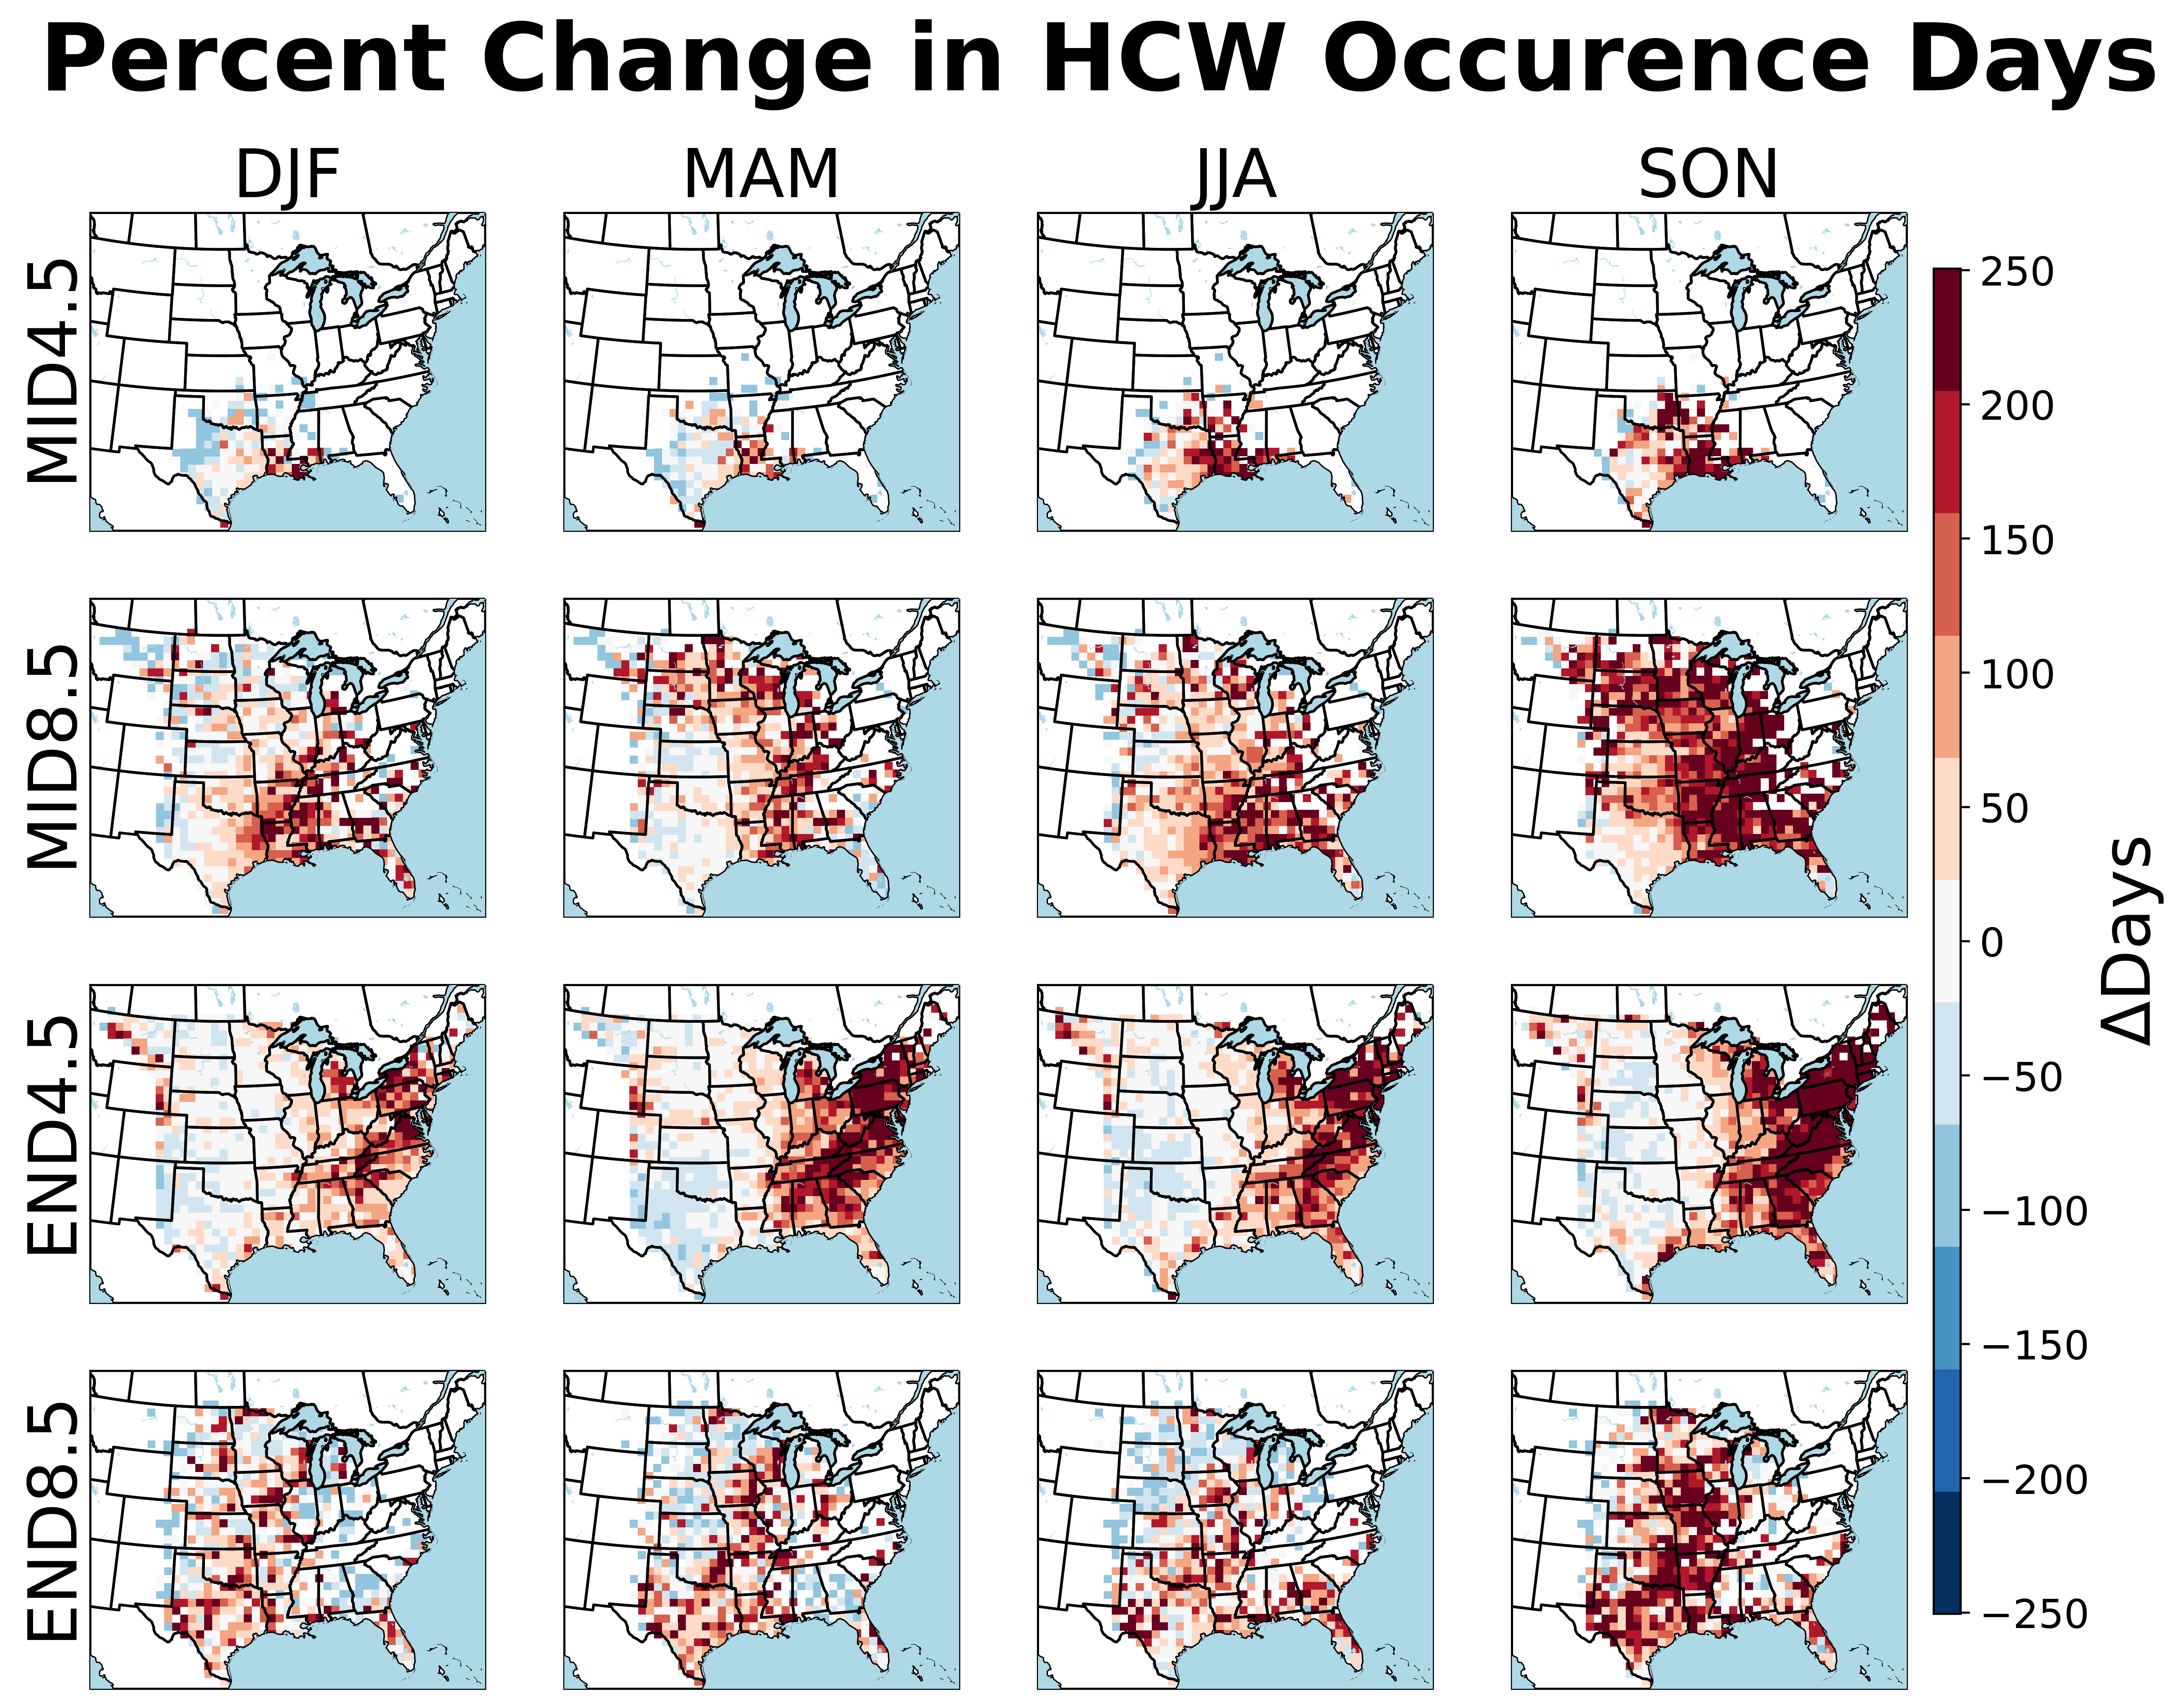 Percent Change in HCW Occurence Days
DJF MAM JJA SON
MID4.5
MID8.5
END4.5
END8.5
250
200
150
100
50
0
−50
−100
−150
−200
−250
ΔDays